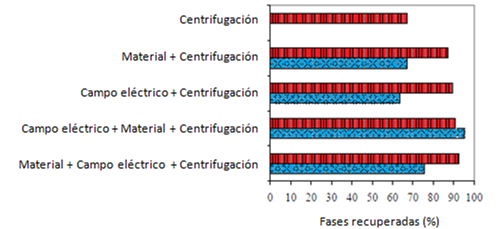 Centrifugación
Material + Centrifugación
Campo eléctrico + Centrifugación
Campo eléctrico + Material + Centrifugación
Material + Campo eléctrico + Centrifugación
0 10 20 30 40 50 60 70 80 90 100
Fases recuperadas (%)